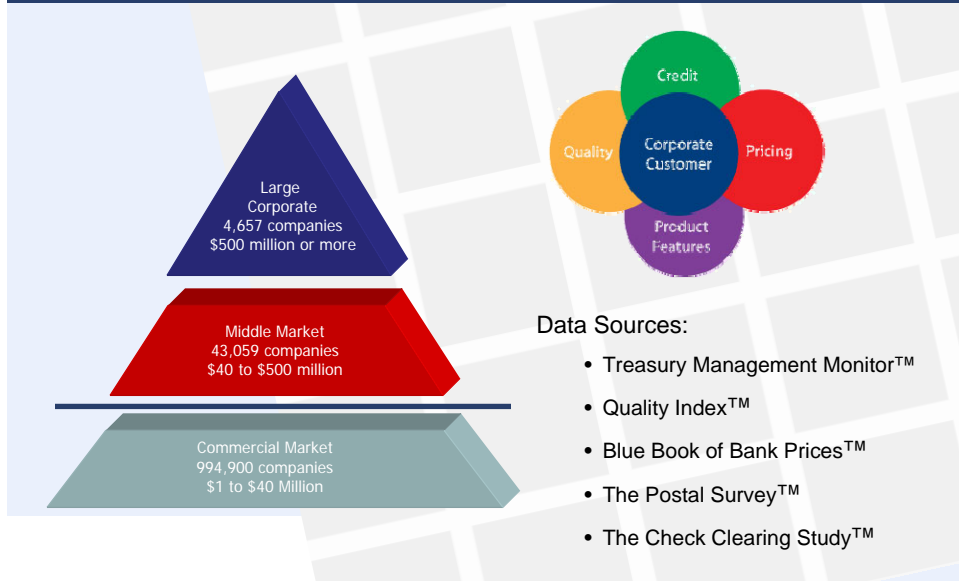 Large
Corporate
4,657 companies
$500 million or more
Middle Market
43,059 companies
$40 to $500 million
Commercial Market
994,900 companies
$1 to $40 Million
Credit
Quality
Corporate
Customer
Pricing
Product
Features
Data Sources:
• Treasury Management Monitor™
• Quality Index™
• Blue Book of Bank Prices™
• The Postal Survey™
• The Check Clearing Study™